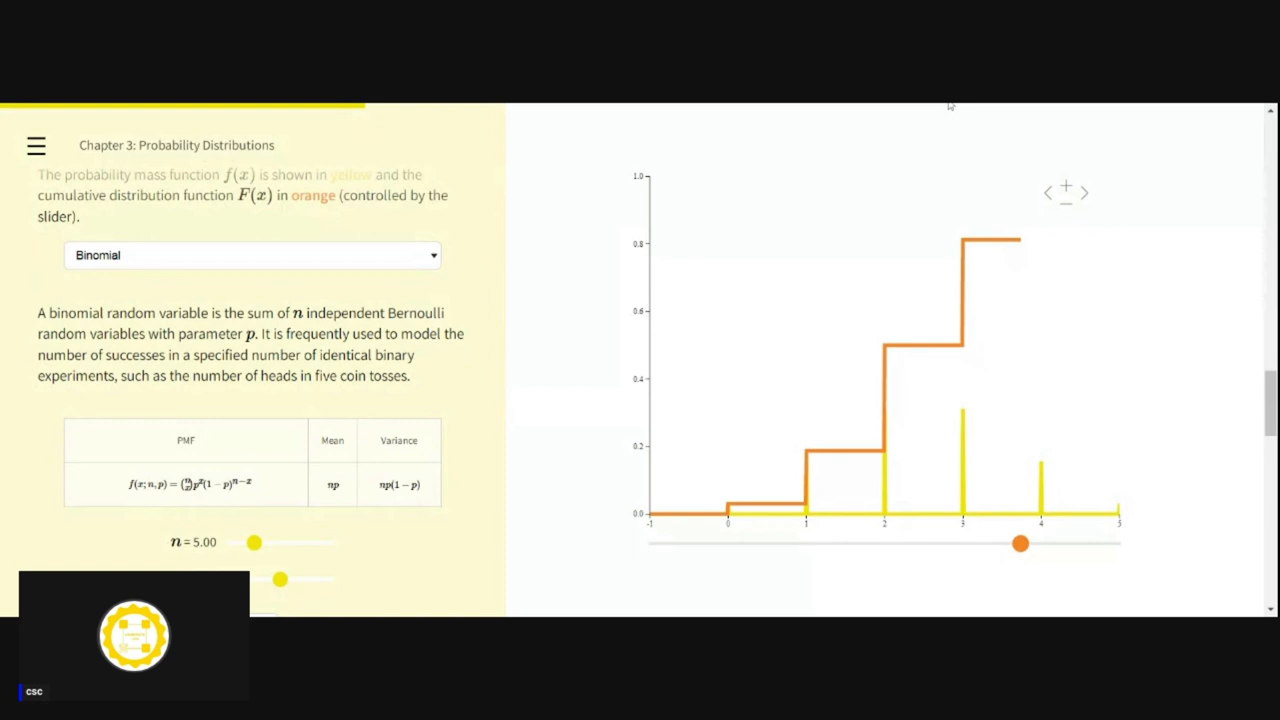 Chapter 3: Probability Distributions
The probability mass function f(x) is shown in yellow and the
cumulative distribution function F(x) in orange (controlled by the
slider).
Binomial
A binomial random variable is the sum of n independent Bernoulli
random variables with parameter p. It is frequently used to model the
number of successes in a specified number of identical binary
experiments, such as the number of heads in five coin tosses.
PMF Mean Variance
f(x; n, p) = (n x) p^x (1 − p)^{n−x} np np(1 − p)
n = 5.00
csc
1.0
0.8
0.6
0.4
0.2
0.0
-1 0 1 2 3 4 5